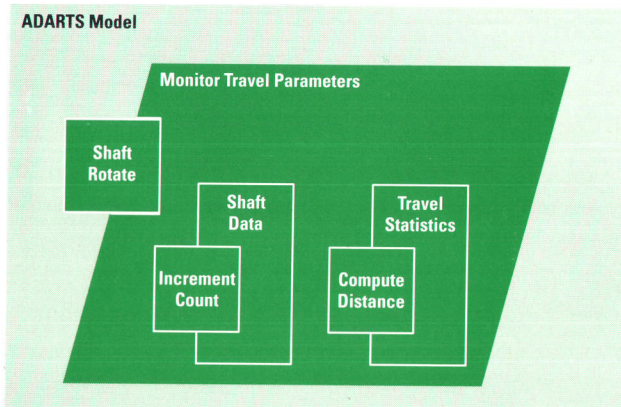 ADARTS Model
Monitor Travel Parameters
Shaft
Rotate
Shaft
Data
Increment
Count
Travel
Statistics
Compute
Distance